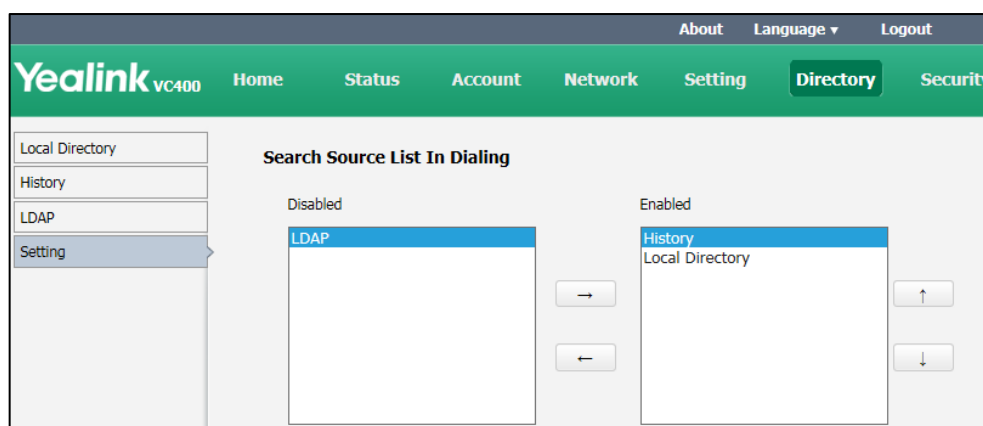 About Language ▾ Logout
Yealink VC400 Home Status Account Network Setting Directory Securit
Local Directory
History
LDAP
Setting
Search Source List In Dialing
Disabled Enabled
LDAP
History
Local Directory
→
←
↑
↓